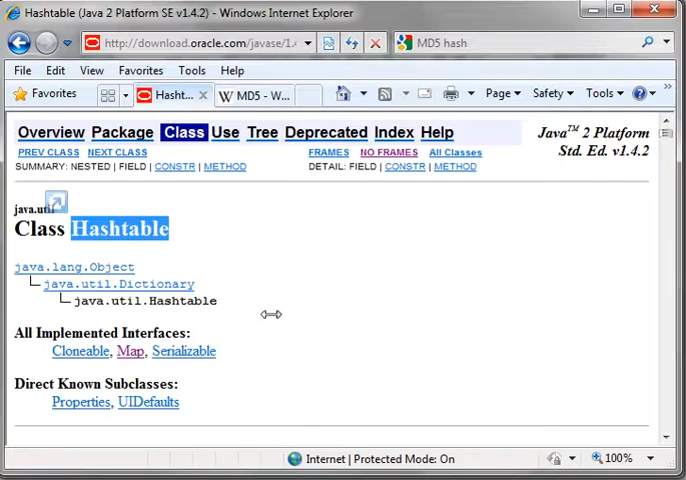 Hashtable (Java 2 Platform SE v1.4.2) - Windows Internet Explorer
http://download.oracle.com/javase/1.4
MD5 hash
File Edit View Favorites Tools Help
Favorites Hasht... MD5 - W... Page Safety Tools
Overview Package Class Use Tree Deprecated Index Help
Java™ 2 Platform
Std. Ed. v1.4.2
PREV CLASS NEXT CLASS FRAMES NO FRAMES All Classes
SUMMARY: NESTED | FIELD | CONSTR | METHOD DETAIL: FIELD | CONSTR | METHOD
java.util
Class Hashtable
java.lang.Object
java.util.Dictionary
java.util.Hashtable
All Implemented Interfaces:
Cloneable, Map, Serializable
Direct Known Subclasses:
Properties, UIDefaults
Internet | Protected Mode: On 100%